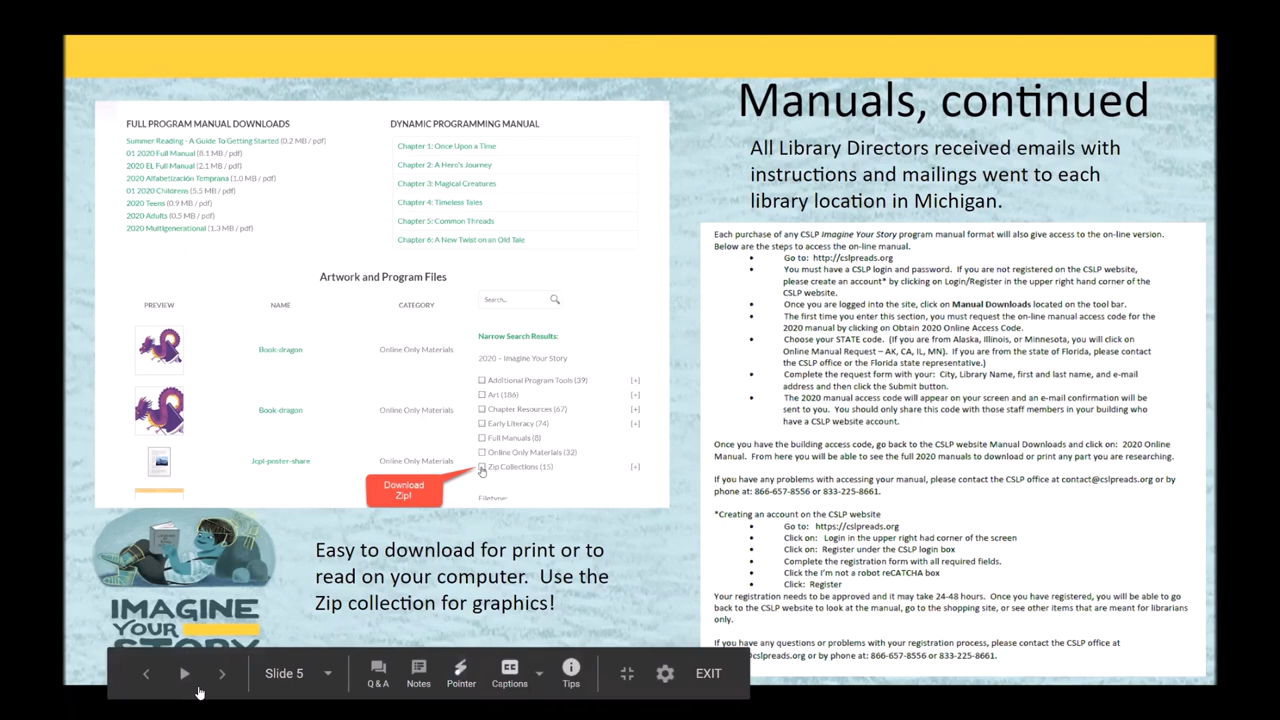 Manuals, continued
All Library Directors received emails with
instructions and mailings went to each
library location in Michigan.
FULL PROGRAM MANUAL DOWNLOADS
Summer Reading - A Guide To Getting Started (0.2 MB / pdf)
01 2020 Full Manual (8.1 MB / pdf)
2020 EL Full Manual (2.1 MB / pdf)
2020 Alfabetización Temprana (1.0 MB / pdf)
01 2020 Childrens (5.5 MB / pdf)
2020 Teens (0.9 MB / pdf)
2020 Adults (0.5 MB / pdf)
2020 Multigenerational (1.3 MB / pdf)
DYNAMIC PROGRAMMING MANUAL
Chapter 1: Once Upon a Time
Chapter 2: A Hero's Journey
Chapter 3: Magical Creatures
Chapter 4: Timeless Tales
Chapter 5: Common Threads
Chapter 6: A New Twist on an Old Tale
Artwork and Program Files
PREVIEW NAME CATEGORY
Search...
Book-dragon Online Only Materials
Book-dragon Online Only Materials
Jcpl-poster-share Online Only Materials
Narrow Search Results:
2020 – Imagine Your Story
Additional Program Tools (39) [+]
Art (186) [+]
Chapter Resources (67) [+]
Early Literacy (74) [+]
Full Manuals (8)
Online Only Materials (32)
Zip Collections (15) [+]
Filetype:
Download
Zip!
Easy to download for print or to
read on your computer. Use the
Zip collection for graphics!
IMAGINE
YOUR
STORY
Each purchase of any CSLP Imagine Your Story program manual format will also give access to the on-line version.
Below are the steps to access the on-line manual.
• Go to: http://cslpreads.org
• You must have a CSLP login and password. If you are not registered on the CSLP website,
please create an account* by clicking on Login/Register in the upper right hand corner of the
CSLP website.
• Once you are logged into the site, click on Manual Downloads located on the tool bar.
• The first time you enter this section, you must request the on-line manual access code for the
2020 manual by clicking on Obtain 2020 Online Access Code.
• Choose your STATE code. (If you are from Alaska, Illinois, or Minnesota, you will click on
Online Manual Request – AK, CA, IL, MN). If you are from the state of Florida, please contact
the CSLP office or the Florida state representative.)
• Complete the request form with your: City, Library Name, first and last name, and e-mail
address and then click the Submit button.
• The 2020 manual access code will appear on your screen and an e-mail confirmation will be
sent to you. You should only share this code with those staff members in your building who
have a CSLP website account.
Once you have the building access code, go back to the CSLP website Manual Downloads and click on: 2020 Online
Manual. From here you will be able to see the full 2020 manuals to download or print any part you are researching.
If you have any problems with accessing your manual, please contact the CSLP office at contact@cslpreads.org or by
phone at: 866-657-8556 or 833-225-8661.
*Creating an account on the CSLP website
• Go to: https://cslpreads.org
• Click on: Login in the upper right had corner of the screen
• Click on: Register under the CSLP login box
• Complete the registration form with all required fields.
• Click the I'm not a robot reCATCHA box
• Click: Register
Your registration needs to be approved and it may take 24-48 hours. Once you have registered, you will be able to go
back to the CSLP website to look at the manual, go to the shopping site, or see other items that are meant for librarians
only.
If you have any questions or problems with your registration process, please contact the CSLP office at
@cslpreads.org or by phone at: 866-657-8556 or 833-225-8661.
Slide 5 Q & A Notes Pointer Captions Tips EXIT